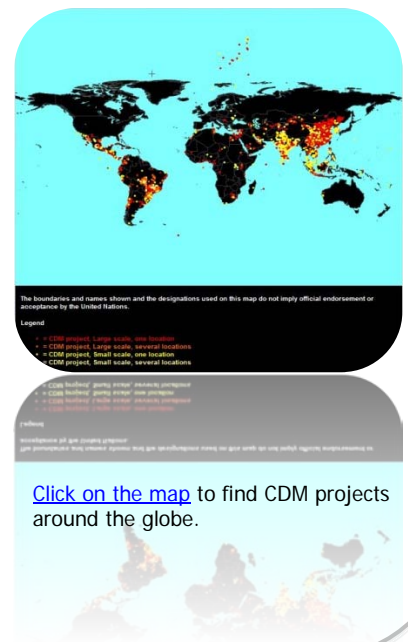 The boundaries and names shown and the designations used on this map do not imply official endorsement or
acceptance by the United Nations.
Legend
• = CDM project, Large scale, one location
• = CDM project, Large scale, several locations
• = CDM project, Small scale, one location
• = CDM project, Small scale, several locations
Click on the map to find CDM projects
around the globe.